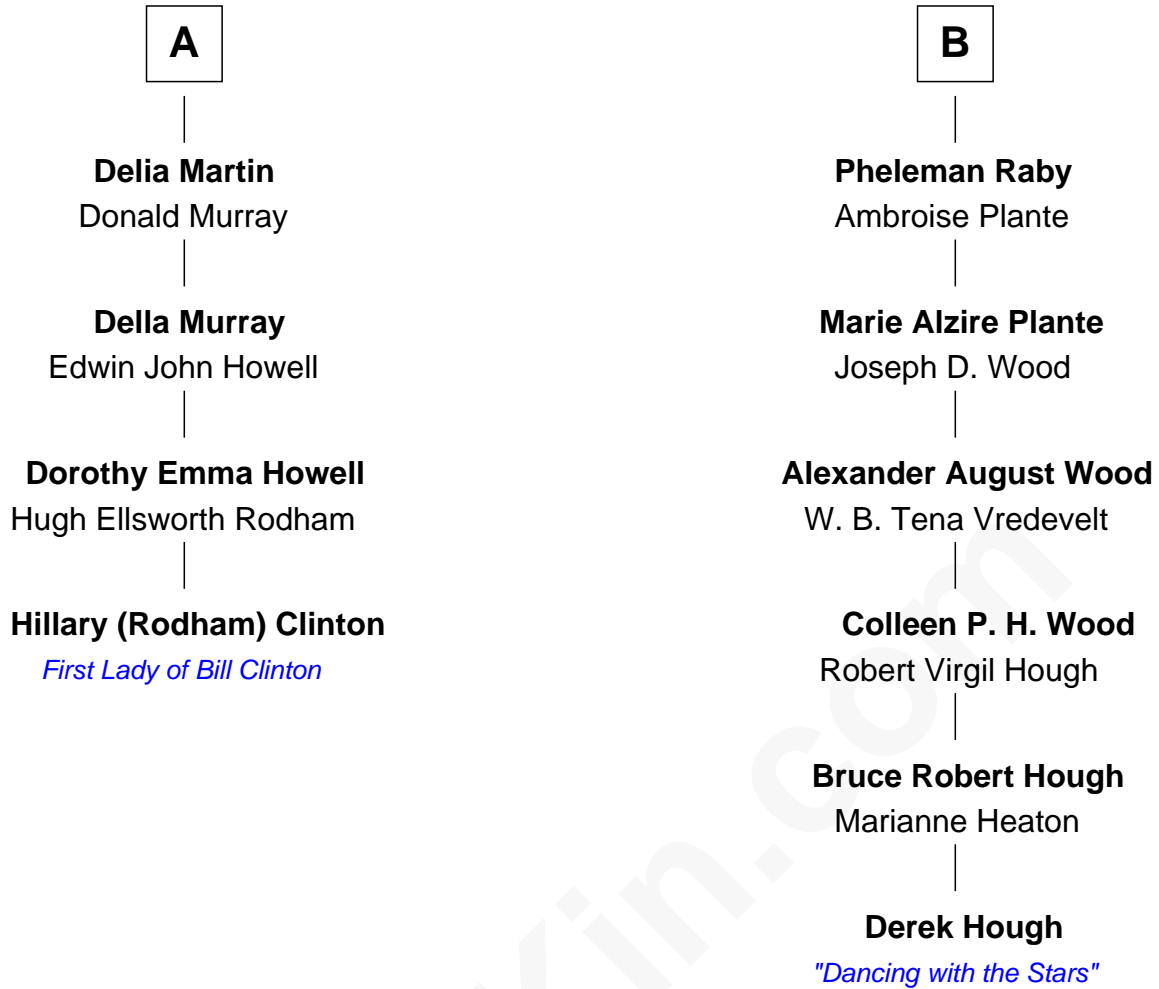 A
Delia Martin
Donald Murray
Della Murray
Edwin John Howell
Dorothy Emma Howell
Hugh Ellsworth Rodham
Hillary (Rodham) Clinton
First Lady of Bill Clinton
B
Pheleman Raby
Ambroise Plante
Marie Alzire Plante
Joseph D. Wood
Alexander August Wood
W. B. Tena Vredevelt
Colleen P. H. Wood
Robert Virgil Hough
Bruce Robert Hough
Marianne Heaton
Derek Hough
"Dancing with the Stars"
Kin.com